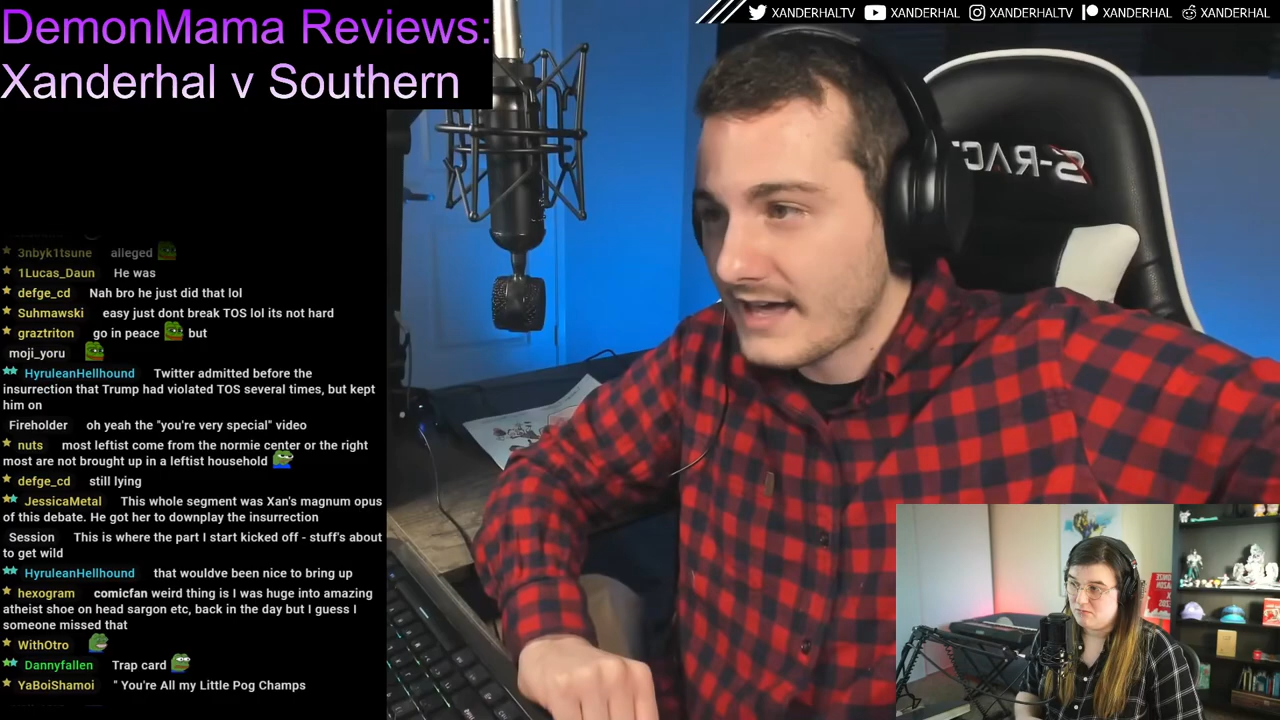 DemonMama Reviews:
Xanderhal v Southern
XANDERHALTV XANDERHAL XANDERHALTV XANDERHAL XANDERHAL
S-RAC
3nbyk1tsune alleged
1Lucas_Daun He was
defge_cd Nah bro he just did that lol
Suhmawski easy just dont break TOS lol its not hard
graztriton go in peace but
moji_yoru
HyruleanHellhound Twitter admitted before the
insurrection that Trump had violated TOS several times, but kept
him on
Fireholder oh yeah the "you're very special" video
nuts most leftist come from the normie center or the right
most are not brought up in a leftist household
defge_cd still lying
JessicaMetal This whole segment was Xan's magnum opus
of this debate. He got her to downplay the insurrection
Session This is where the part I start kicked off - stuff's about
to get wild
HyruleanHellhound that wouldve been nice to bring up
hexogram comicfan weird thing is I was huge into amazing
atheist shoe on head sargon etc, back in the day but I guess I
someone missed that
WithOtro
Dannyfallen Trap card
YaBoiShamoi " You're All my Little Pog Champs